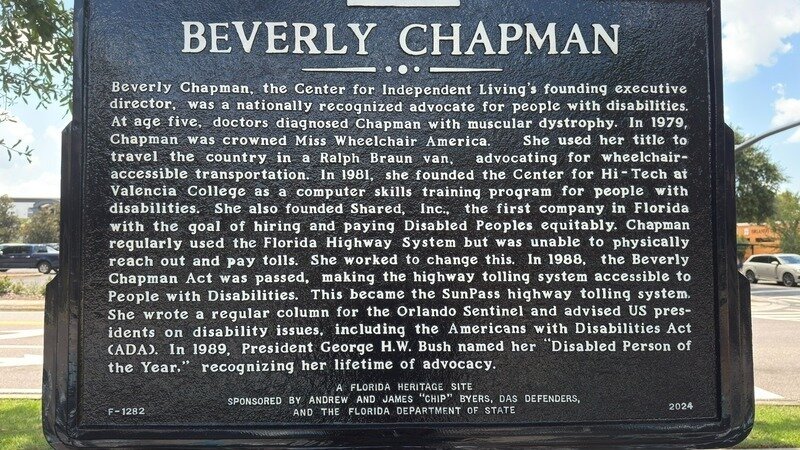 BEVERLY CHAPMAN
Beverly Chapman, the Center for Independent Living's founding executive
director, was a nationally recognized advocate for people with disabilities.
At age five, doctors diagnosed Chapman with muscular dystrophy. In 1979,
Chapman was crowned Miss Wheelchair America. She used her title to
travel the country in a Ralph Braun van, advocating for wheelchair-
accessible transportation. In 1981, she founded the Center for Hi-Tech at
Valencia College as a computer skills training program for people with
disabilities. She also founded Shared, Inc., the first company in Florida
with the goal of hiring and paying Disabled Peoples equitably. Chapman
regularly used the Florida Highway System but was unable to physically
reach out and pay tolls. She worked to change this. In 1988, the Beverly
Chapman Act was passed, making the highway tolling system accessible to
People with Disabilities. This became the SunPass highway tolling system.
She wrote a regular column for the Orlando Sentinel and advised US pres-
idents on disability issues, including the Americans with Disabilities Act
(ADA). In 1989, President George H.W. Bush named her "Disabled Person of
the Year," recognizing her lifetime of advocacy.
A FLORIDA HERITAGE SITE
SPONSORED BY ANDREW AND JAMES "CHIP" BYERS, DAS DEFENDERS,
F-1282 AND THE FLORIDA DEPARTMENT OF STATE 2024